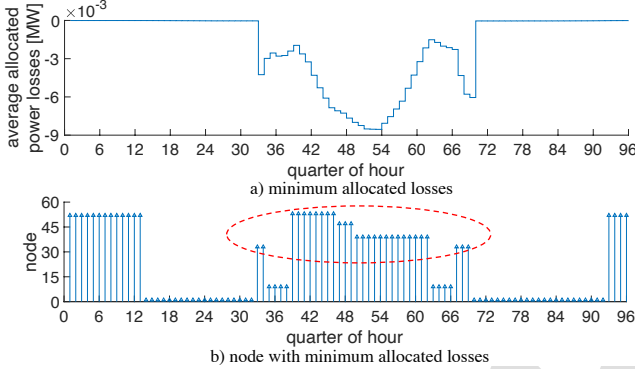 ×10⁻³
average allocated
power losses [MW]
0
-3
-6
-9
0 6 12 18 24 30 36 42 48 54 60 66 72 78 84 90 96
quarter of hour
a) minimum allocated losses
node
60
45
30
15
0
0 6 12 18 24 30 36 42 48 54 60 66 72 78 84 90 96
quarter of hour
b) node with minimum allocated losses